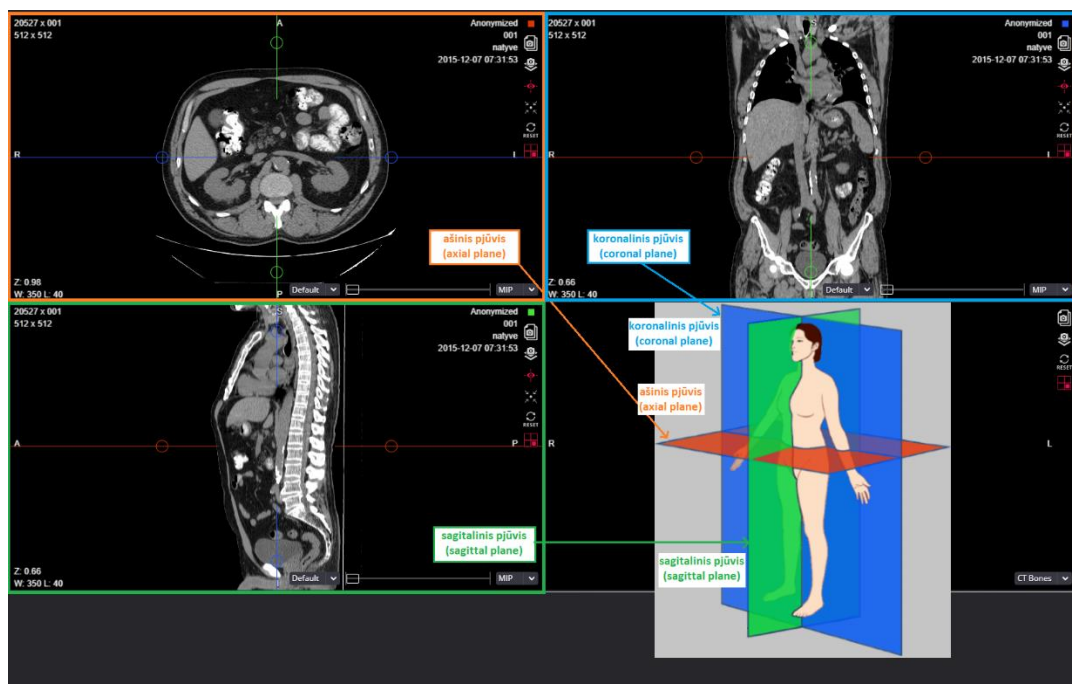 20527 x 001
512 x 512
A
Anonymized
001
natyve
2015-12-07 07:31:53
RESET
R
L
Z: 0.98
W: 350 L: 40
P
Default
MIP
ašinis pjūvis
(axial plane)
20527 x 001
512 x 512
S
Anonymized
001
natyve
2015-12-07 07:31:53
RESET
R
L
koronalinis pjūvis
(coronal plane)
Z: 0.66
W: 350 L: 40
Default
MIP
20527 x 001
512 x 512
S
Anonymized
001
natyve
2015-12-07 07:31:53
RESET
A
P
sagitalinis pjūvis
(sagittal plane)
Z: 0.66
W: 350 L: 40
Default
MIP
koronalinis pjūvis
(coronal plane)
ašinis pjūvis
(axial plane)
R
L
RESET
sagitalinis pjūvis
(sagittal plane)
CT Bones